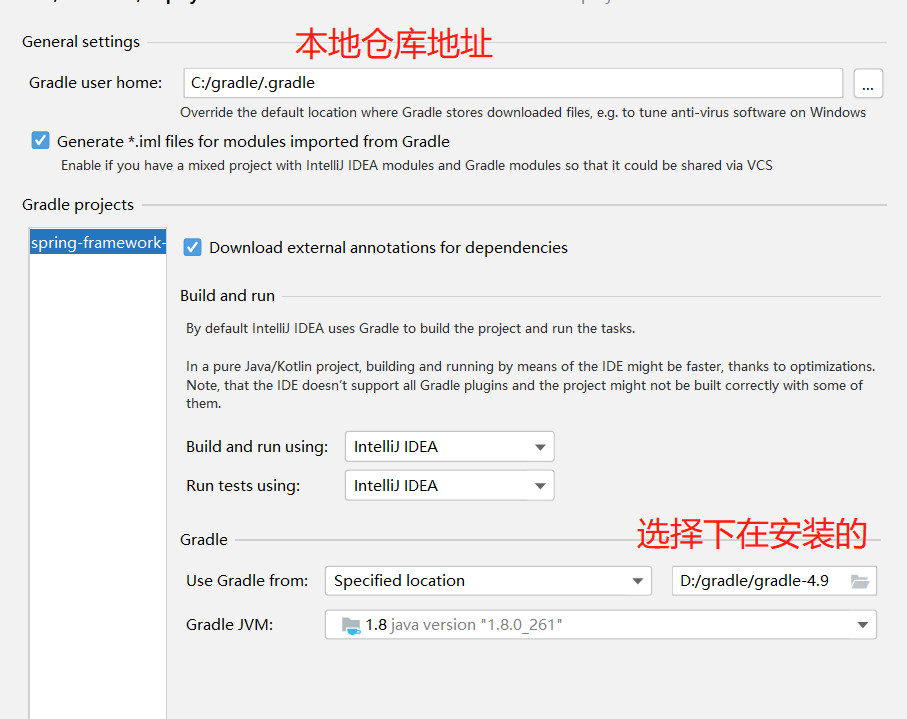 General settings
本地仓库地址
Gradle user home:
C:/gradle/.gradle
...
Override the default location where Gradle stores downloaded files, e.g. to tune anti-virus software on Windows
Generate *.iml files for modules imported from Gradle
Enable if you have a mixed project with IntelliJ IDEA modules and Gradle modules so that it could be shared via VCS
Gradle projects
spring-framework-
Download external annotations for dependencies
Build and run
By default IntelliJ IDEA uses Gradle to build the project and run the tasks.
In a pure Java/Kotlin project, building and running by means of the IDE might be faster, thanks to optimizations.
Note, that the IDE doesn't support all Gradle plugins and the project might not be built correctly with some of
them.
Build and run using: IntelliJ IDEA
Run tests using: IntelliJ IDEA
选择下在安装的
Gradle
Use Gradle from: Specified location D:/gradle/gradle-4.9
Gradle JVM: 1.8 java version "1.8.0_261"